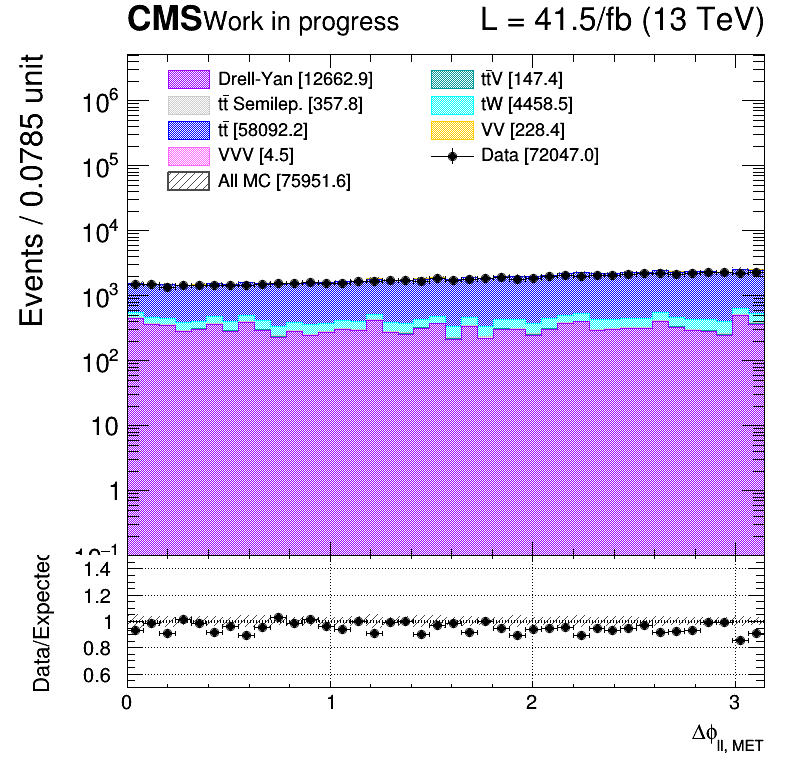 CMS Work in progress L = 41.5/fb (13 TeV)
Events / 0.0785 unit
Drell-Yan [12662.9]
tt̄ Semilep. [357.8]
tt̄ [58092.2]
VVV [4.5]
All MC [75951.6]
tt̄V [147.4]
tW [4458.5]
VV [228.4]
Data [72047.0]
10⁶
10⁵
10⁴
10³
10²
10
1
10⁻¹
Data/Expected
1.4
1.2
1
0.8
0.6
0 1 2 3
Δϕ_ll, MET